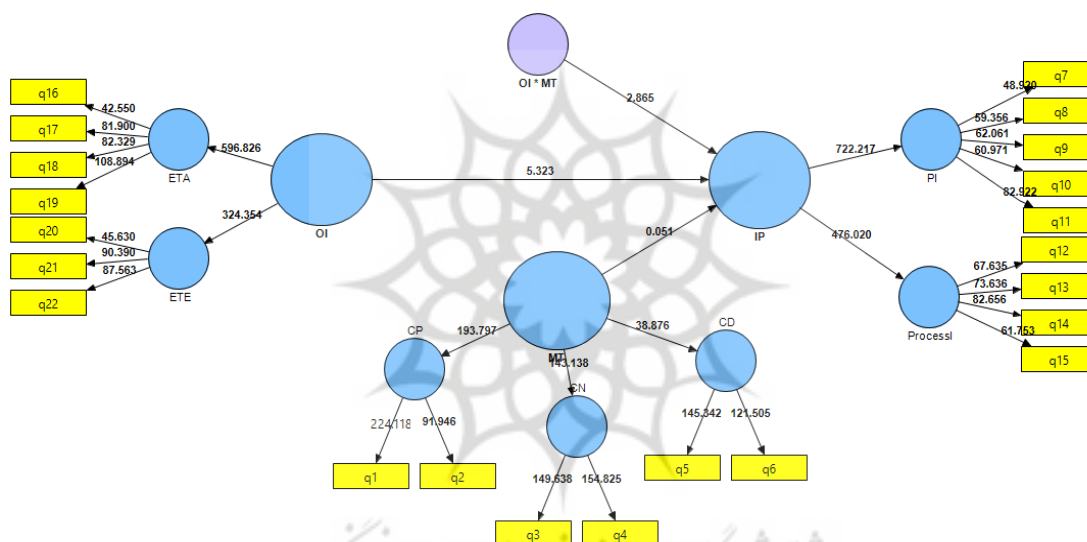 OI * MT
2.865
q16
q17
q18
q19
q20
q21
q22
42.550
81.900
82.329
108.894
45.630
90.390
87.563
ETA
ETE
596.826
324.354
OI
5.323
0.051
IP
722.217
476.020
PI
ProcessI
48.920
59.356
62.061
60.971
82.922
67.635
73.636
82.656
61.753
q7
q8
q9
q10
q11
q12
q13
q14
q15
MT
193.797
143.138
38.876
CP
CN
CD
224.118
91.946
149.638
154.825
145.342
121.505
q1
q2
q3
q4
q5
q6